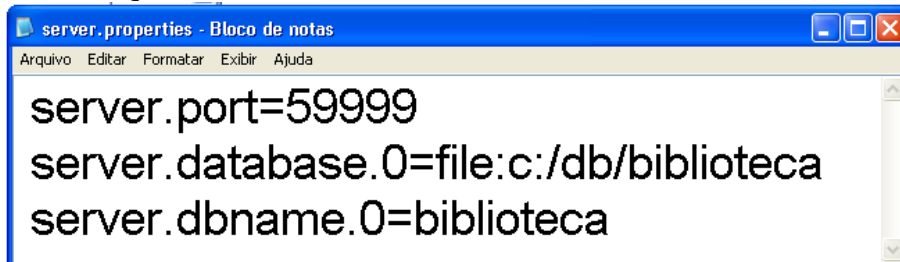 server.properties - Bloco de notas
Arquivo Editar Formatar Exibir Ajuda
server.port=59999
server.database.0=file:c:/db/biblioteca
server.dbname.0=biblioteca